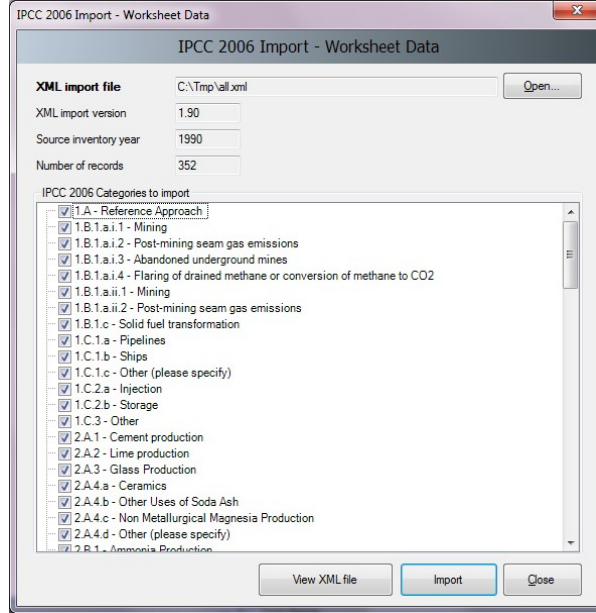 IPCC 2006 Import - Worksheet Data
IPCC 2006 Import - Worksheet Data
XML import file C:\Tmp\all.xml Open...
XML import version 1.90
Source inventory year 1990
Number of records 352
IPCC 2006 Categories to import
1.A - Reference Approach
1.B.1.a.i.1 - Mining
1.B.1.a.i.2 - Post-mining seam gas emissions
1.B.1.a.i.3 - Abandoned underground mines
1.B.1.a.i.4 - Flaring of drained methane or conversion of methane to CO2
1.B.1.a.ii.1 - Mining
1.B.1.a.ii.2 - Post-mining seam gas emissions
1.B.1.c - Solid fuel transformation
1.C.1.a - Pipelines
1.C.1.b - Ships
1.C.1.c - Other (please specify)
1.C.2.a - Injection
1.C.2.b - Storage
1.C.3 - Other
2.A.1 - Cement production
2.A.2 - Lime production
2.A.3 - Glass Production
2.A.4.a - Ceramics
2.A.4.b - Other Uses of Soda Ash
2.A.4.c - Non Metallurgical Magnesia Production
2.A.4.d - Other (please specify)
2.B.1 - Ammonia Production
View XML file Import Close